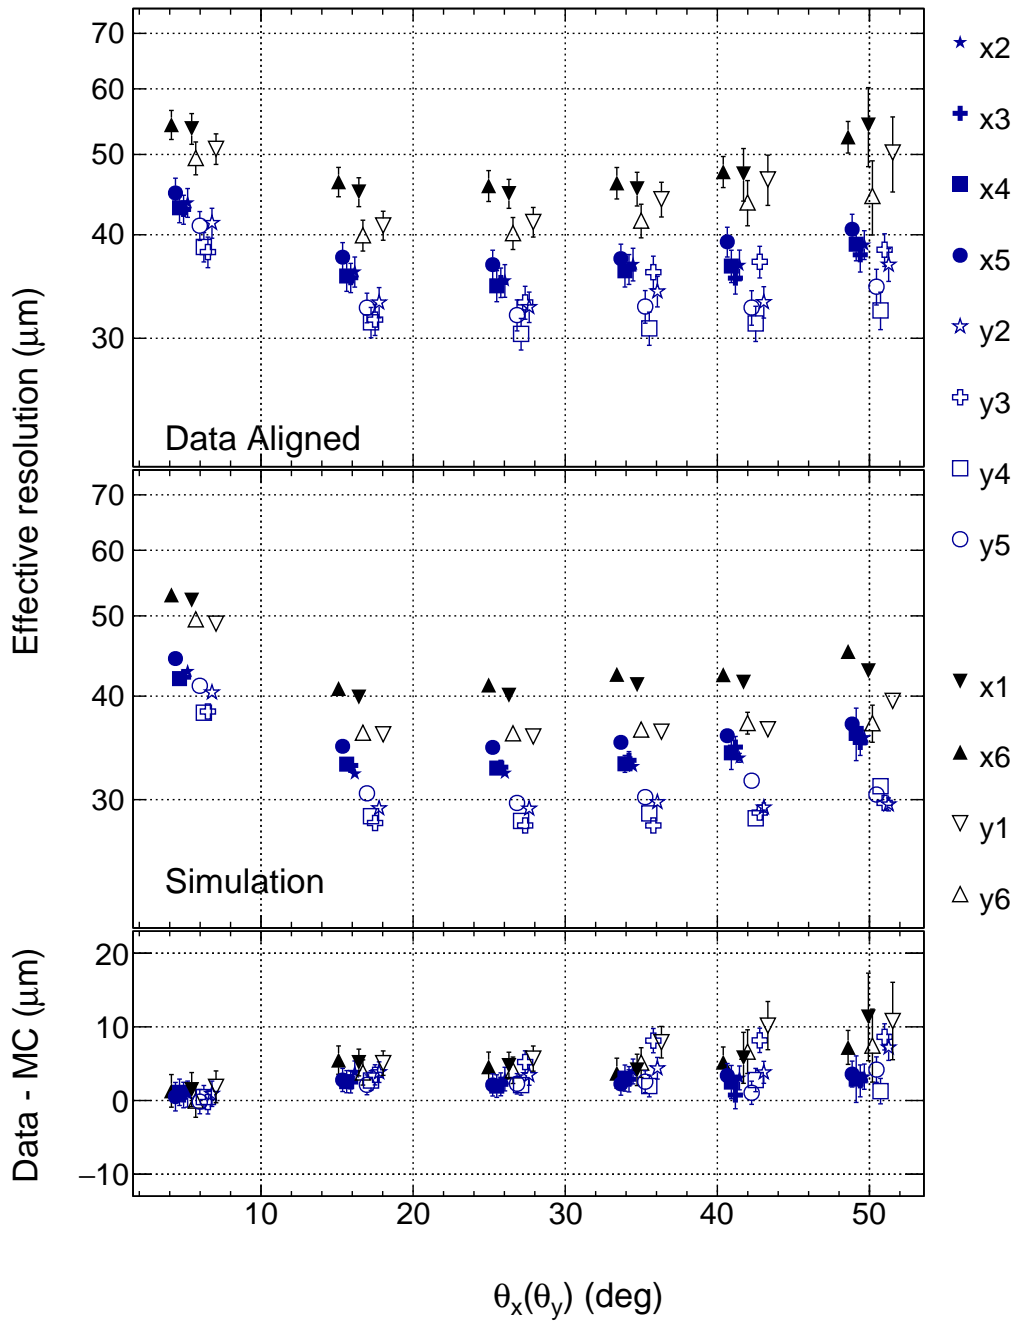 70
60
50
40
30
Data Aligned
Effective resolution (μm)
70
60
50
40
30
Simulation
20
10
0
−10
Data - MC (μm)
10 20 30 40 50
θx(θy) (deg)
x2
x3
x4
x5
y2
y3
y4
y5
x1
x6
y1
y6